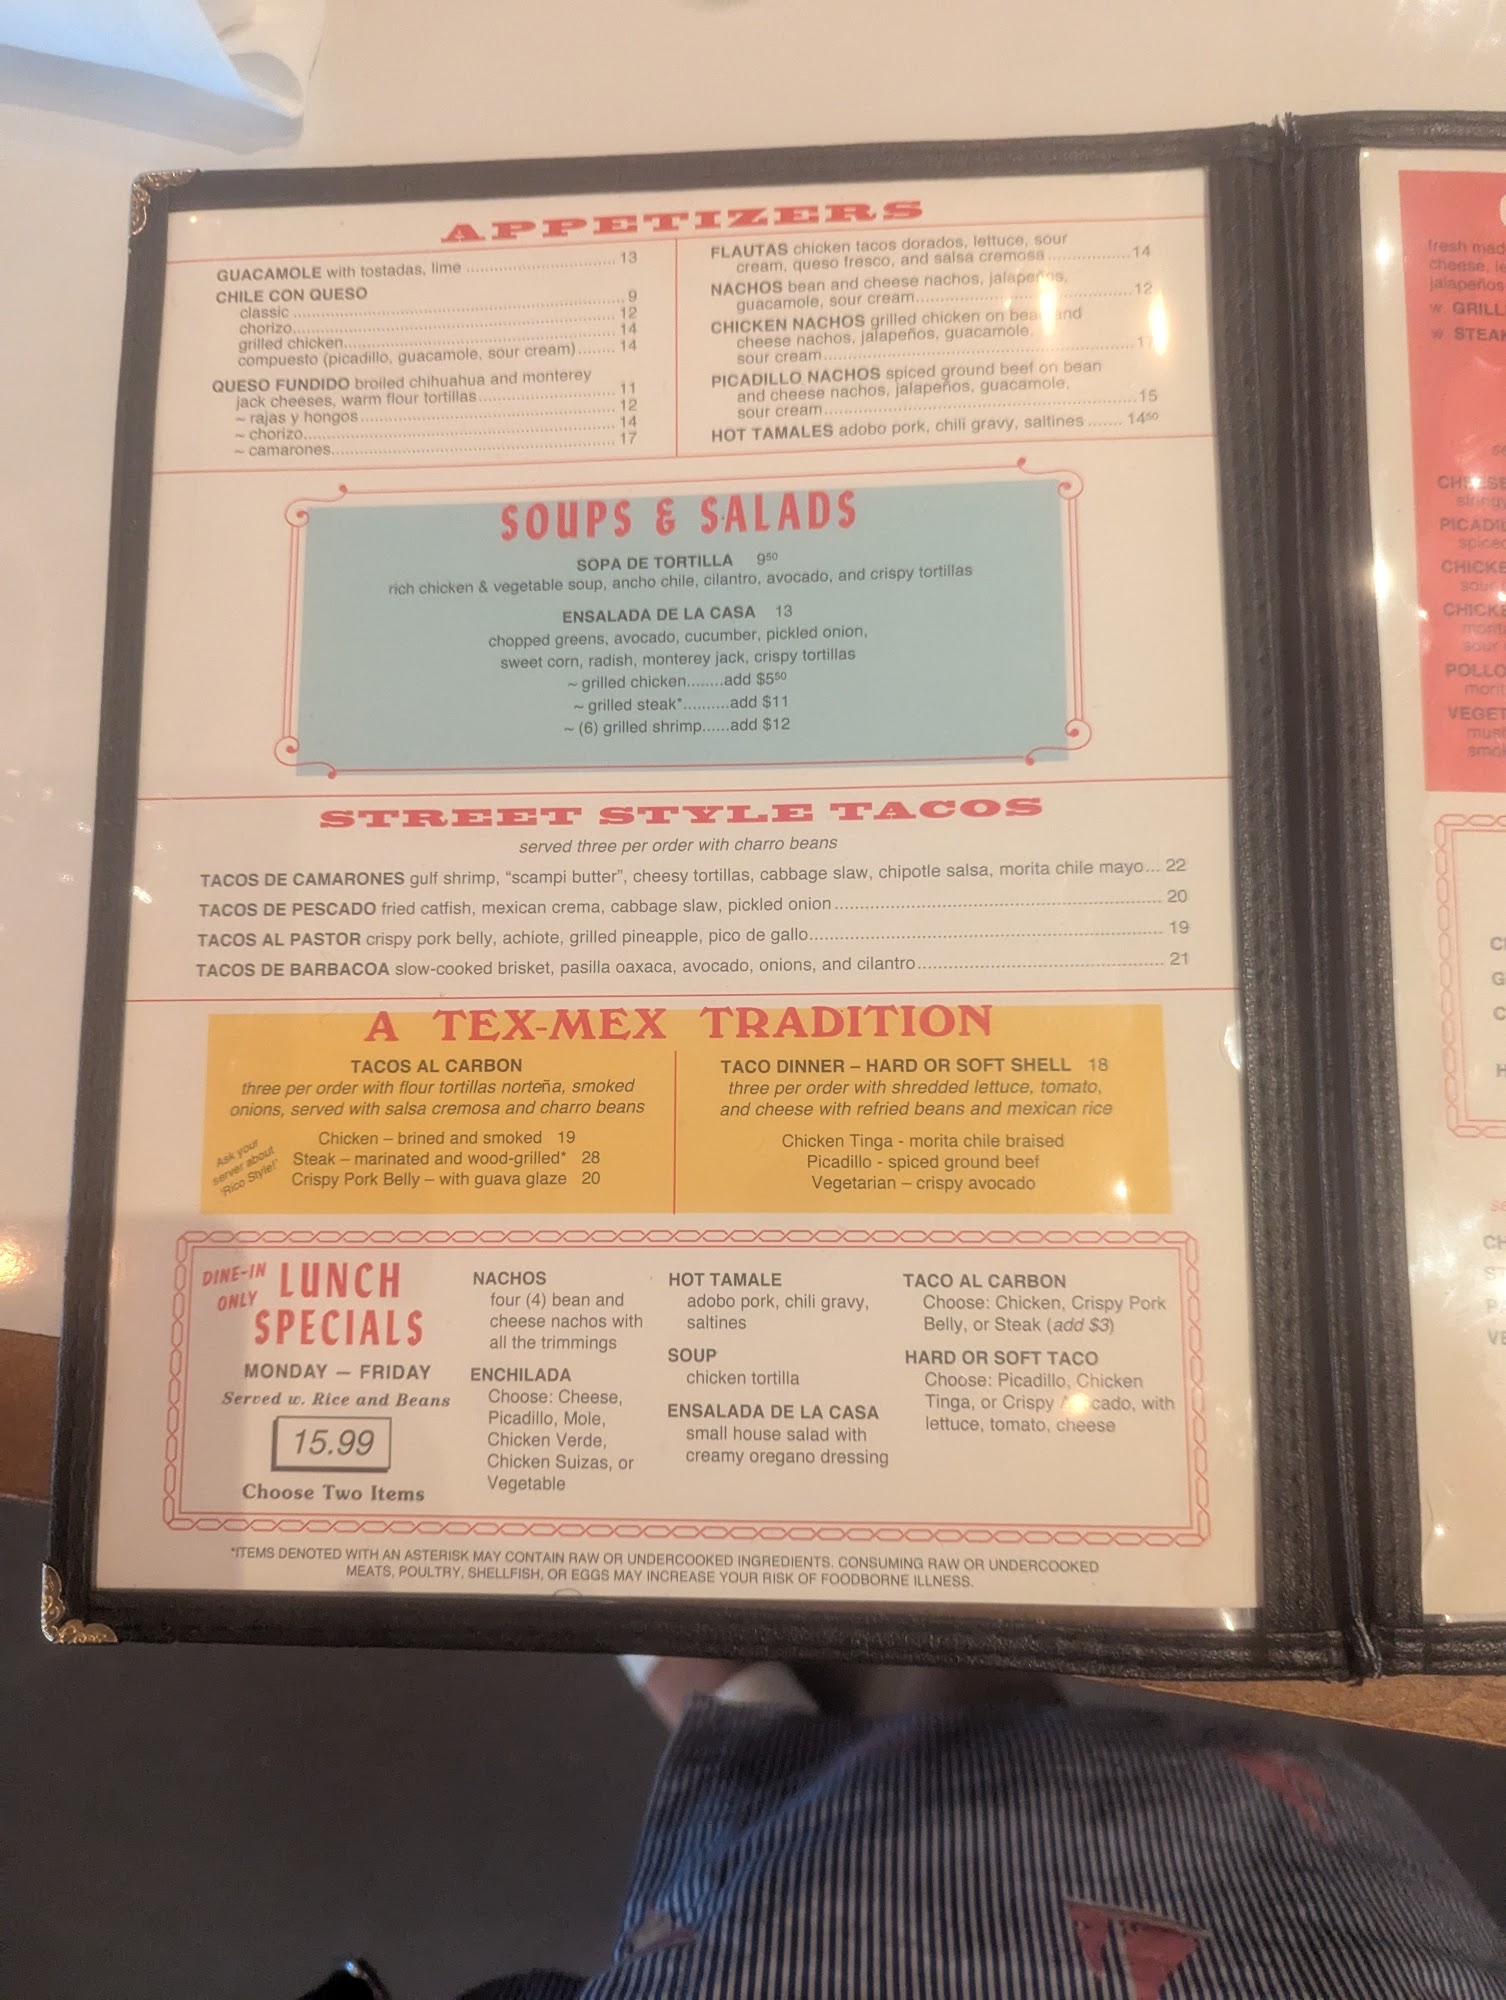 APPETIZERS
GUACAMOLE with tostadas, lime ........ 13
CHILE CON QUESO
classic ........ 9
chorizo ........ 12
grilled chicken ........ 14
compuesto (picadillo, guacamole, sour cream) ........ 14
QUESO FUNDIDO broiled chihuahua and monterey
jack cheeses, warm flour tortillas ........ 11
~ rajas y hongos ........ 12
~ chorizo ........ 14
~ camarones ........ 17
FLAUTAS chicken tacos dorados, lettuce, sour
cream, queso fresco, and salsa cremosa ........ 14
NACHOS bean and cheese nachos, jalapeños,
guacamole, sour cream ........ 12
CHICKEN NACHOS grilled chicken on and
cheese nachos, jalapeños, guacamole,
sour cream ........
PICADILLO NACHOS spiced ground beef on bean
and cheese nachos, jalapeños, guacamole,
sour cream ........ 15
HOT TAMALES adobo pork, chili gravy, saltines ....... 14⁵⁰
SOUPS & SALADS
SOPA DE TORTILLA 9⁵⁰
rich chicken & vegetable soup, ancho chile, cilantro, avocado, and crispy tortillas
ENSALADA DE LA CASA 13
chopped greens, avocado, cucumber, pickled onion,
sweet corn, radish, monterey jack, crispy tortillas
~ grilled chicken........add $5⁵⁰
~ grilled steak*..........add $11
~ (6) grilled shrimp......add $12
STREET STYLE TACOS
served three per order with charro beans
TACOS DE CAMARONES gulf shrimp, “scampi butter”, cheesy tortillas, cabbage slaw, chipotle salsa, morita chile mayo... 22
TACOS DE PESCADO fried catfish, mexican crema, cabbage slaw, pickled onion ........ 20
TACOS AL PASTOR crispy pork belly, achiote, grilled pineapple, pico de gallo ........ 19
TACOS DE BARBACOA slow-cooked brisket, pasilla oaxaca, avocado, onions, and cilantro ........ 21
A TEX-MEX TRADITION
TACOS AL CARBON
three per order with flour tortillas norteña, smoked
onions, served with salsa cremosa and charro beans
Chicken – brined and smoked 19
Steak – marinated and wood-grilled* 28
Crispy Pork Belly – with guava glaze 20
Ask your
server about
'Rico Style!'
TACO DINNER – HARD OR SOFT SHELL 18
three per order with shredded lettuce, tomato,
and cheese with refried beans and mexican rice
Chicken Tinga - morita chile braised
Picadillo - spiced ground beef
Vegetarian – crispy avocado
DINE-IN
ONLY
LUNCH
SPECIALS
MONDAY – FRIDAY
Served w. Rice and Beans
15.99
Choose Two Items
NACHOS
four (4) bean and
cheese nachos with
all the trimmings
ENCHILADA
Choose: Cheese,
Picadillo, Mole,
Chicken Verde,
Chicken Suizas, or
Vegetable
HOT TAMALE
adobo pork, chili gravy,
saltines
SOUP
chicken tortilla
ENSALADA DE LA CASA
small house salad with
creamy oregano dressing
TACO AL CARBON
Choose: Chicken, Crispy Pork
Belly, or Steak (add $3)
HARD OR SOFT TACO
Choose: Picadillo, Chicken
Tinga, or Crispy Avocado, with
lettuce, tomato, cheese
*ITEMS DENOTED WITH AN ASTERISK MAY CONTAIN RAW OR UNDERCOOKED INGREDIENTS. CONSUMING RAW OR UNDERCOOKED
MEATS, POULTRY, SHELLFISH, OR EGGS MAY INCREASE YOUR RISK OF FOODBORNE ILLNESS.
fresh
cheese,
jalapeños
w. GRILL
w. STEAK